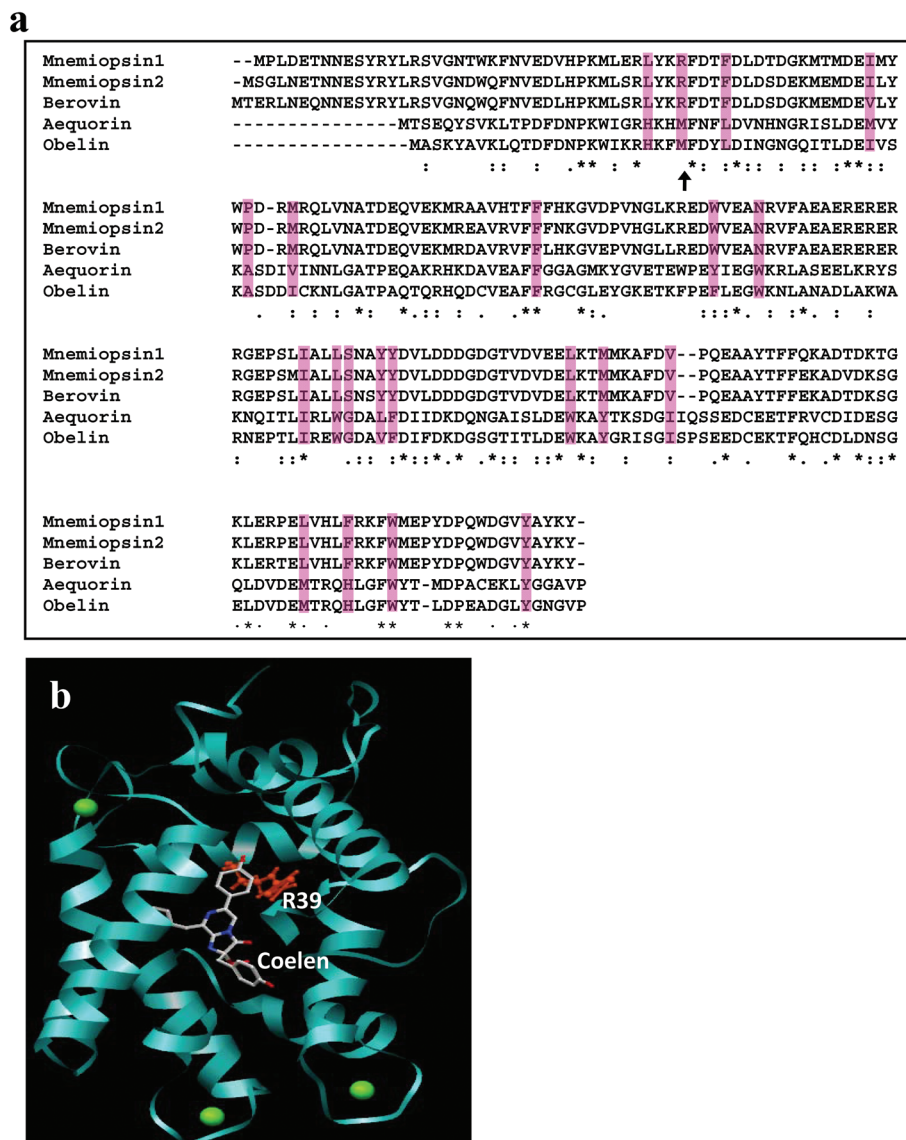 a
Mnemiopsin1 --MPLDETNNESYRYLRSVGNTWKFNVEDVHPKMLERLYKRFDTFDLDTDGKMTMDEIMY
Mnemiopsin2 -MSGLNETNNESYRYLRSVGNDWQFNVEDLHPKMLSRLYKRFDTFDLDSDGKMEMDEILY
Berovin MTERLNEQNNESYRYLRSVGNQWQFNVEDLHPKMLSRLYKRFDTFDLDSDGKMEMDEVLY
Aequorin ---------------MTSEQYSVKLTPDFDNPKWIGRHKHMFNFLDVNHNGRISLDEMVY
Obelin ----------------MASKYAVKLQTDFDNPKWIKRHKFMFDYLDINGNGQITLDEIVS
: : : : ** : * *: :*:: :*:::**: :
Mnemiopsin1 WPD-RMRQLVNATDEQVEKMRAAVHTFFFHKGVDPVNGLKREDWVEANRVFAEAERERER
Mnemiopsin2 WPD-RMRQLVNATDEQVEKMREAVRVFFFHKGVDPVHGLKREDWVEANRVFAEAERERER
Berovin WPD-RMRQLVNATDEQVEKMRDAVRVFFLHKGVEPVNGLLREDWVEANRVFAEAERERER
Aequorin KASDIVINNLGATPEQAKRHKDAVEAFFGGAGMKYGVETEWPEYIEGWKRLASEELKRYS
Obelin KASDDICKNLGATPAQTQRHQDCVEAFFRGCGLEYGKETKFPEFLEGWKNLANADLAKWA
. : : :.** *.:: : .*.** *:. :::*. : :*. : :
Mnemiopsin1 RGEPSLIALLSNAYYDVLDDDGDGTVDVEELKTMMKAFDV--PQEAAYTFFQKADTDKTG
Mnemiopsin2 RGEPSMIALLSNAYYDVLDDDGDGTVDVDELKTMMKAFDV--PQEAAYTFFEKADVDKSG
Berovin RGEPSLIALLSNSYYDVLDDDGDGTVDVDELKTMMKAFDV--PQEAAYTFFEKADTDKSG
Aequorin KNQITLIRLWGDALFDIIDKDQNGAISLDEWKAYTKSDGIIQSSEDCEETFRVCDIDESG
Obelin RNEPTLIREWGDAVFDIFDKDGSGTITLDEWKAYGRISGISPSEEDCEKTFQHCDLDNSG
: ::* .:: :*::*.* .*:: ::* *: : : .* . *. .* *::*
Mnemiopsin1 KLERPELVHLFRKFWMEPYDPQWDGVYAYKY-
Mnemiopsin2 KLERPELVHLFRKFWMEPYDPQWDGVYAYKY-
Berovin KLERTELVHLFRKFWMEPYDPQWDGVYAYKY-
Aequorin QLDVDEMTRQHLGFWYT-MDPACEKLYGGAVP
Obelin ELDVDEMTRQHLGFWYT-LDPEADGLYGNGVP
.*. *. . ** ** . .*
b
R39
Coelen